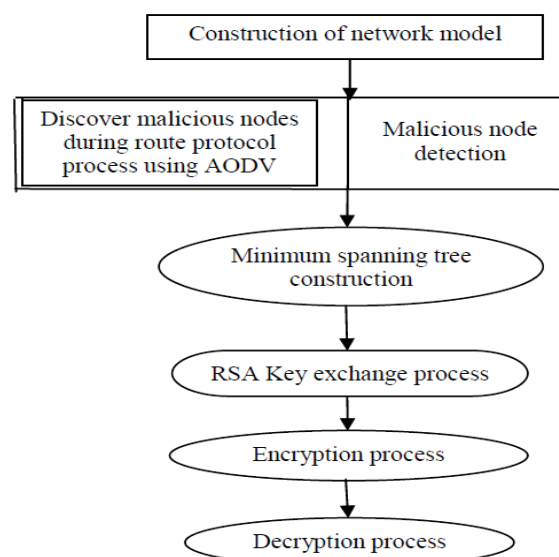 Construction of network model
Discover malicious nodes
during route protocol
process using AODV
Malicious node
detection
Minimum spanning tree
construction
RSA Key exchange process
Encryption process
Decryption process